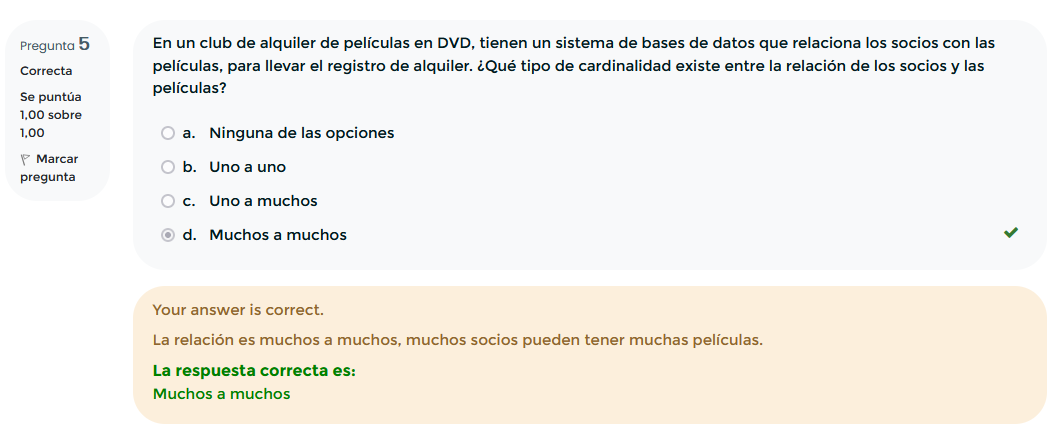 Pregunta 5
Correcta
Se puntúa
1,00 sobre
1,00
Marcar
pregunta
En un club de alquiler de películas en DVD, tienen un sistema de bases de datos que relaciona los socios con las
películas, para llevar el registro de alquiler. ¿Qué tipo de cardinalidad existe entre la relación de los socios y las
películas?
a. Ninguna de las opciones
b. Uno a uno
c. Uno a muchos
d. Muchos a muchos
Your answer is correct.
La relación es muchos a muchos, muchos socios pueden tener muchas películas.
La respuesta correcta es:
Muchos a muchos